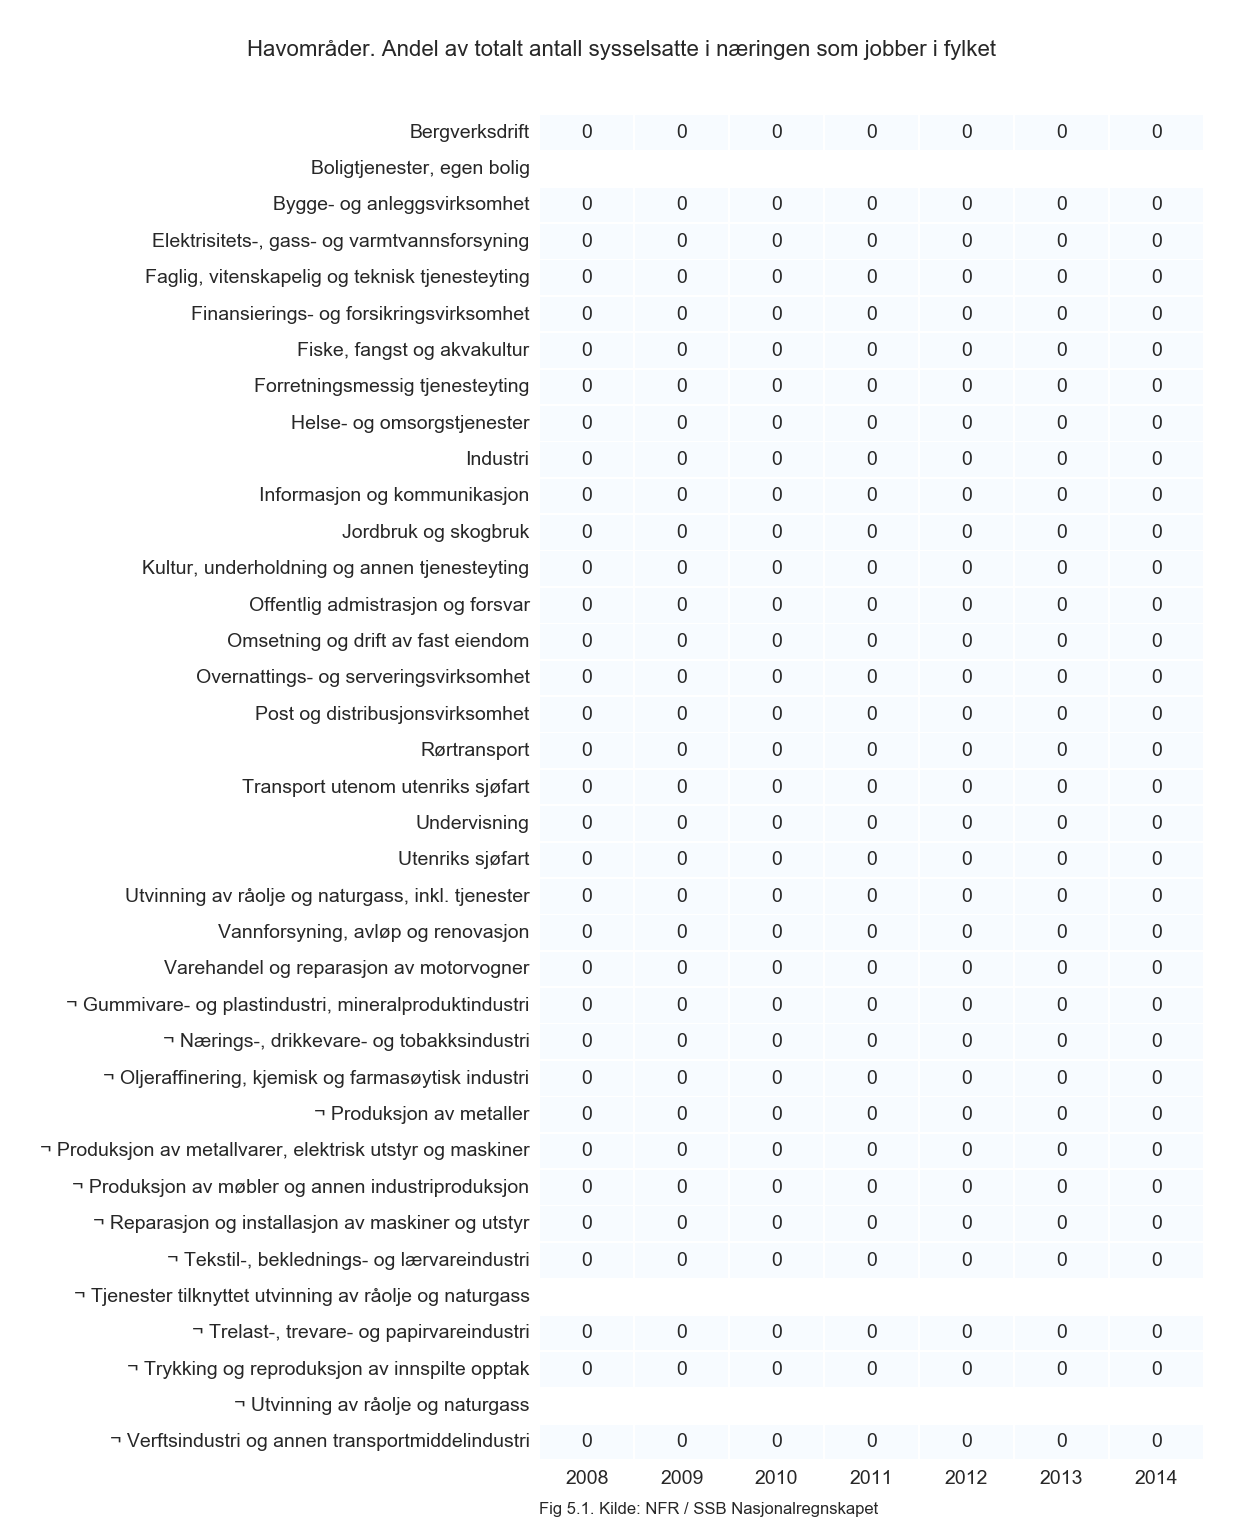 Havområder. Andel av totalt antall sysselsatte i næringen som jobber i fylket
Bergverksdrift 0 0 0 0 0 0 0
Boligtjenester, egen bolig
Bygge- og anleggsvirksomhet 0 0 0 0 0 0 0
Elektrisitets-, gass- og varmtvannsforsyning 0 0 0 0 0 0 0
Faglig, vitenskapelig og teknisk tjenesteyting 0 0 0 0 0 0 0
Finansierings- og forsikringsvirksomhet 0 0 0 0 0 0 0
Fiske, fangst og akvakultur 0 0 0 0 0 0 0
Forretningsmessig tjenesteyting 0 0 0 0 0 0 0
Helse- og omsorgstjenester 0 0 0 0 0 0 0
Industri 0 0 0 0 0 0 0
Informasjon og kommunikasjon 0 0 0 0 0 0 0
Jordbruk og skogbruk 0 0 0 0 0 0 0
Kultur, underholdning og annen tjenesteyting 0 0 0 0 0 0 0
Offentlig admistrasjon og forsvar 0 0 0 0 0 0 0
Omsetning og drift av fast eiendom 0 0 0 0 0 0 0
Overnattings- og serveringsvirksomhet 0 0 0 0 0 0 0
Post og distribusjonsvirksomhet 0 0 0 0 0 0 0
Rørtransport 0 0 0 0 0 0 0
Transport utenom utenriks sjøfart 0 0 0 0 0 0 0
Undervisning 0 0 0 0 0 0 0
Utenriks sjøfart 0 0 0 0 0 0 0
Utvinning av råolje og naturgass, inkl. tjenester 0 0 0 0 0 0 0
Vannforsyning, avløp og renovasjon 0 0 0 0 0 0 0
Varehandel og reparasjon av motorvogner 0 0 0 0 0 0 0
¬ Gummivare- og plastindustri, mineralproduktindustri 0 0 0 0 0 0 0
¬ Nærings-, drikkevare- og tobakksindustri 0 0 0 0 0 0 0
¬ Oljeraffinering, kjemisk og farmasøytisk industri 0 0 0 0 0 0 0
¬ Produksjon av metaller 0 0 0 0 0 0 0
¬ Produksjon av metallvarer, elektrisk utstyr og maskiner 0 0 0 0 0 0 0
¬ Produksjon av møbler og annen industriproduksjon 0 0 0 0 0 0 0
¬ Reparasjon og installasjon av maskiner og utstyr 0 0 0 0 0 0 0
¬ Tekstil-, beklednings- og lærvareindustri 0 0 0 0 0 0 0
¬ Tjenester tilknyttet utvinning av råolje og naturgass
¬ Trelast-, trevare- og papirvareindustri 0 0 0 0 0 0 0
¬ Trykking og reproduksjon av innspilte opptak 0 0 0 0 0 0 0
¬ Utvinning av råolje og naturgass
¬ Verftsindustri og annen transportmiddelindustri 0 0 0 0 0 0 0
2008 2009 2010 2011 2012 2013 2014
Fig 5.1. Kilde: NFR / SSB Nasjonalregnskapet